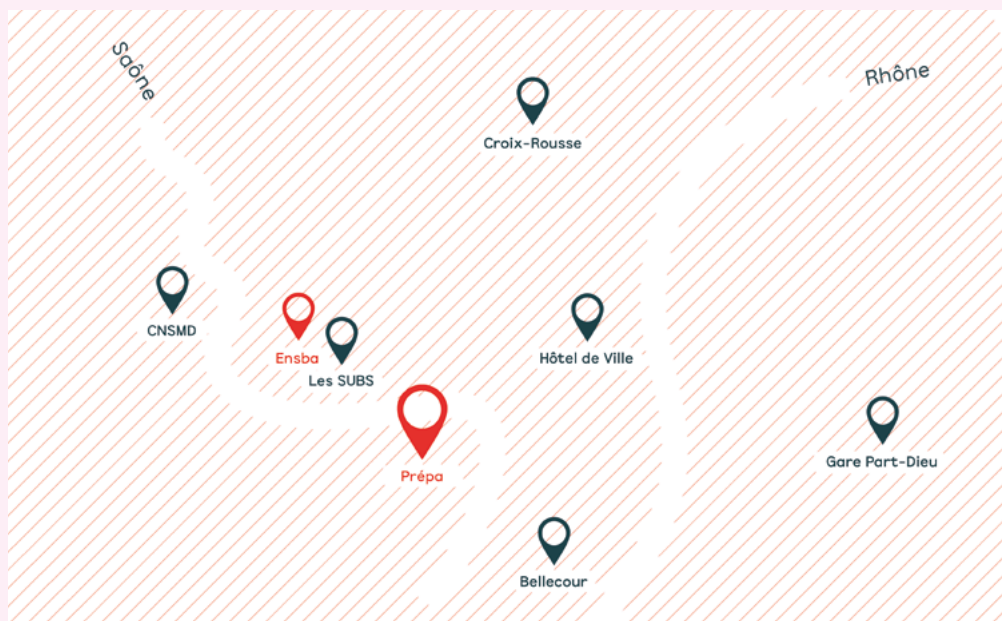 Saône
Rhône
Croix-Rousse
CNSMD
Ensba
Les SUBS
Hôtel de Ville
Prépa
Gare Part-Dieu
Bellecour